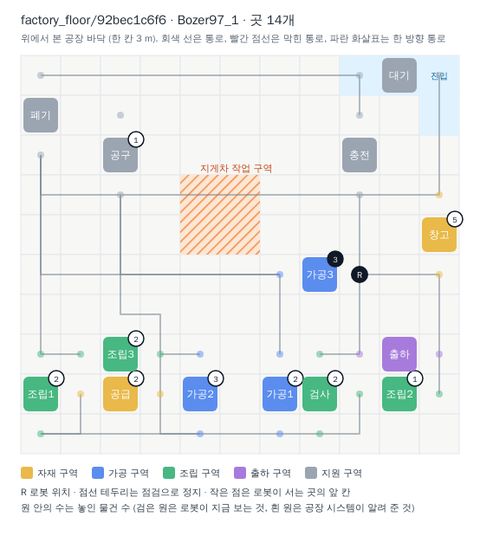 factory_floor/92bec1c6f6 · Bozer97_1 · 곳 14개
위에서 본 공장 바닥 (한 칸 3 m). 회색 선은 통로, 빨간 점선은 막힌 통로, 파란 화살표는 한 방향 통로
대기
진입
폐기
1
공구
충전
지게차 작업 구역
5
창고
3
가공3
R
2
조립3
출하
2
조립1
2
공급
3
가공2
2
가공1
2
검사
1
조립2
자재 구역 가공 구역 조립 구역 출하 구역 지원 구역
R 로봇 위치 · 점선 테두리는 점검으로 정지 · 작은 점은 로봇이 서는 곳의 앞 칸
원 안의 수는 놓인 물건 수 (검은 원은 로봇이 지금 보는 것, 흰 원은 공장 시스템이 알려 준 것)